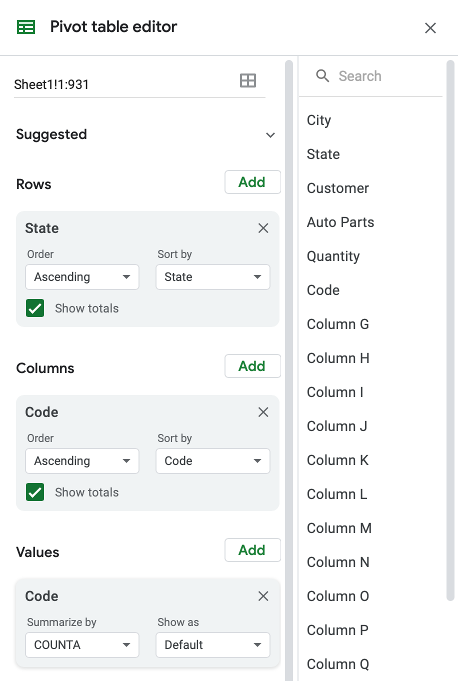 Pivot table editor
Sheet1!1:931
Suggested
Rows
Add
State
Order
Sort by
Ascending
State
Show totals
Columns
Add
Code
Order
Sort by
Ascending
Code
Show totals
Values
Add
Code
Summarize by
Show as
COUNTA
Default
Search
City
State
Customer
Auto Parts
Quantity
Code
Column G
Column H
Column I
Column J
Column K
Column L
Column M
Column N
Column O
Column P
Column Q